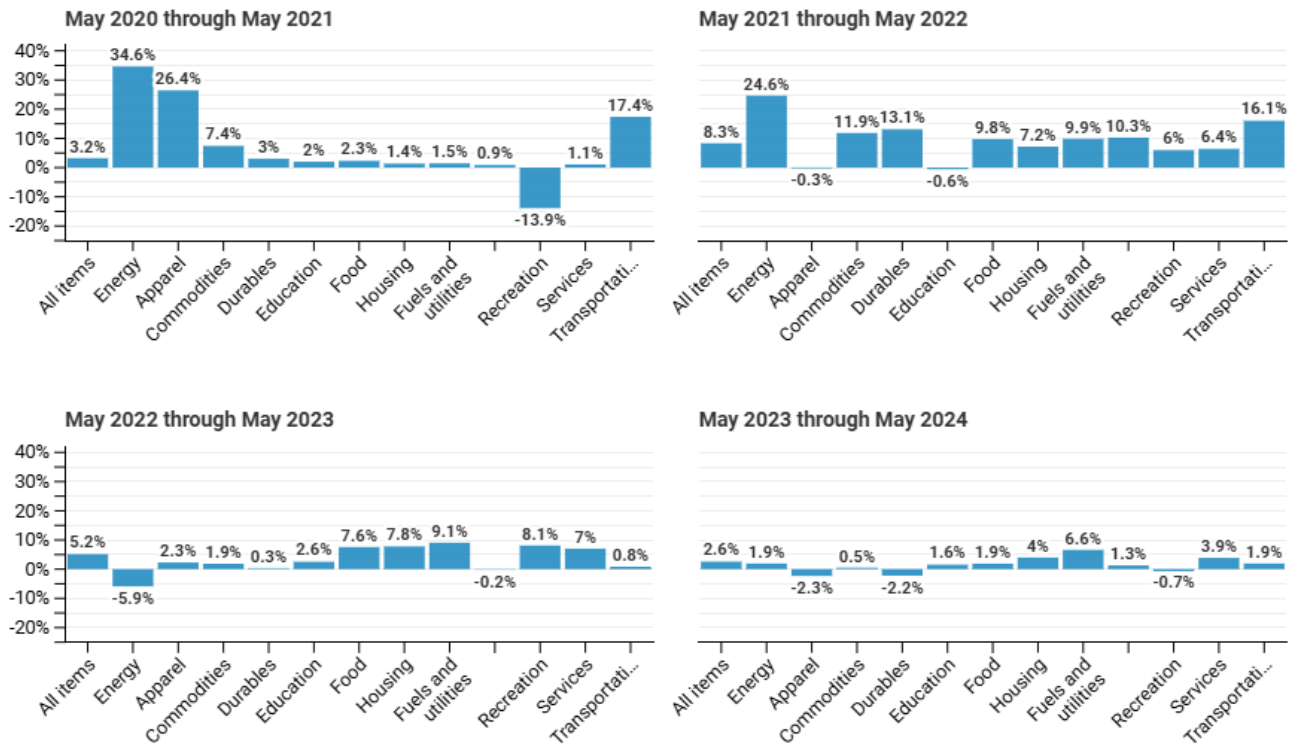 May 2020 through May 2021
40%
30%
20%
10%
0%
-10%
-20%
3.2%
34.6%
26.4%
7.4%
3%
2%
2.3%
1.4%
1.5%
0.9%
-13.9%
1.1%
17.4%
All items
Energy
Apparel
Commodities
Durables
Education
Food
Housing
Fuels and
utilities
Recreation
Services
Transportati...
May 2021 through May 2022
8.3%
24.6%
-0.3%
11.9%
13.1%
-0.6%
9.8%
7.2%
9.9%
10.3%
6%
6.4%
16.1%
All items
Energy
Apparel
Commodities
Durables
Education
Food
Housing
Fuels and
utilities
Recreation
Services
Transportati...
May 2022 through May 2023
40%
30%
20%
10%
0%
-10%
-20%
5.2%
-5.9%
2.3%
1.9%
0.3%
2.6%
7.6%
7.8%
9.1%
-0.2%
8.1%
7%
0.8%
All items
Energy
Apparel
Commodities
Durables
Education
Food
Housing
Fuels and
utilities
Recreation
Services
Transportati...
May 2023 through May 2024
2.6%
1.9%
-2.3%
0.5%
-2.2%
1.6%
1.9%
4%
6.6%
1.3%
-0.7%
3.9%
1.9%
All items
Energy
Apparel
Commodities
Durables
Education
Food
Housing
Fuels and
utilities
Recreation
Services
Transportati...